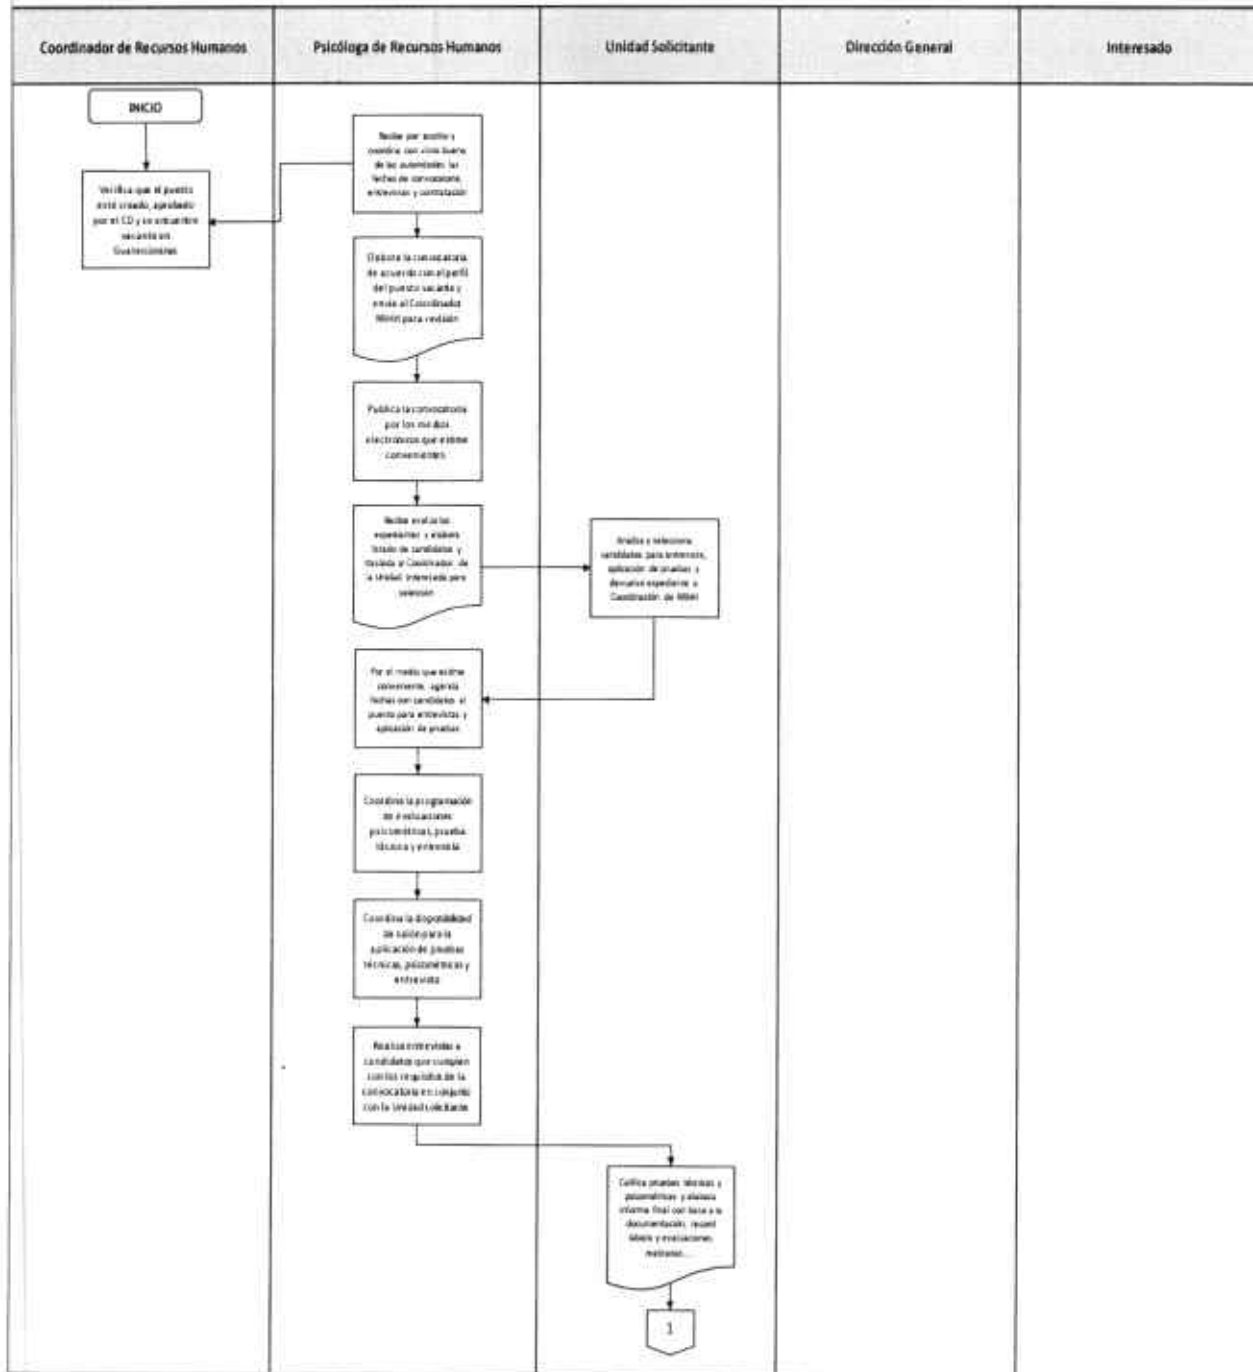 Coordinador de Recursos Humanos
Psicóloga de Recursos Humanos
Unidad Solicitante
Dirección General
Interesado
INICIO
Verifica que el puesto
esté creado, aprobado
por el CD y se encuentre
vacante en
Guatenóminas
Recibe por escrito y
coordina con visto bueno
de las autoridades las
fechas de convocatoria,
entrevistas y contratación
Elabora la convocatoria
de acuerdo con el perfil
del puesto vacante y
envía al Coordinador
para revisión
Publica la convocatoria
por los medios
electrónicos que estime
convenientes
Recibe evalúa los
expedientes y elabora
listado de candidatos y
traslada al Coordinador de
la Unidad interesada para
selección
Analiza y selecciona
candidatos para entrevista,
aplicación de pruebas y
devuelve expediente a
Coordinación de
Por el medio que estime
conveniente, agenda
fechas con candidatos al
puesto para entrevistas y
aplicación de pruebas
Coordina la programación
de evaluaciones
psicométricas, prueba
técnica y entrevista
Coordina la disponibilidad
de salón para la
aplicación de pruebas
técnicas, psicométricas y
entrevista
Realiza entrevistas a
candidatos que cumplen
con los requisitos de la
convocatoria en conjunto
con la Unidad solicitante
Califica pruebas técnicas y
psicométricas y elabora
informe final con base a la
documentación, record
labor y evaluaciones
realizadas...
1